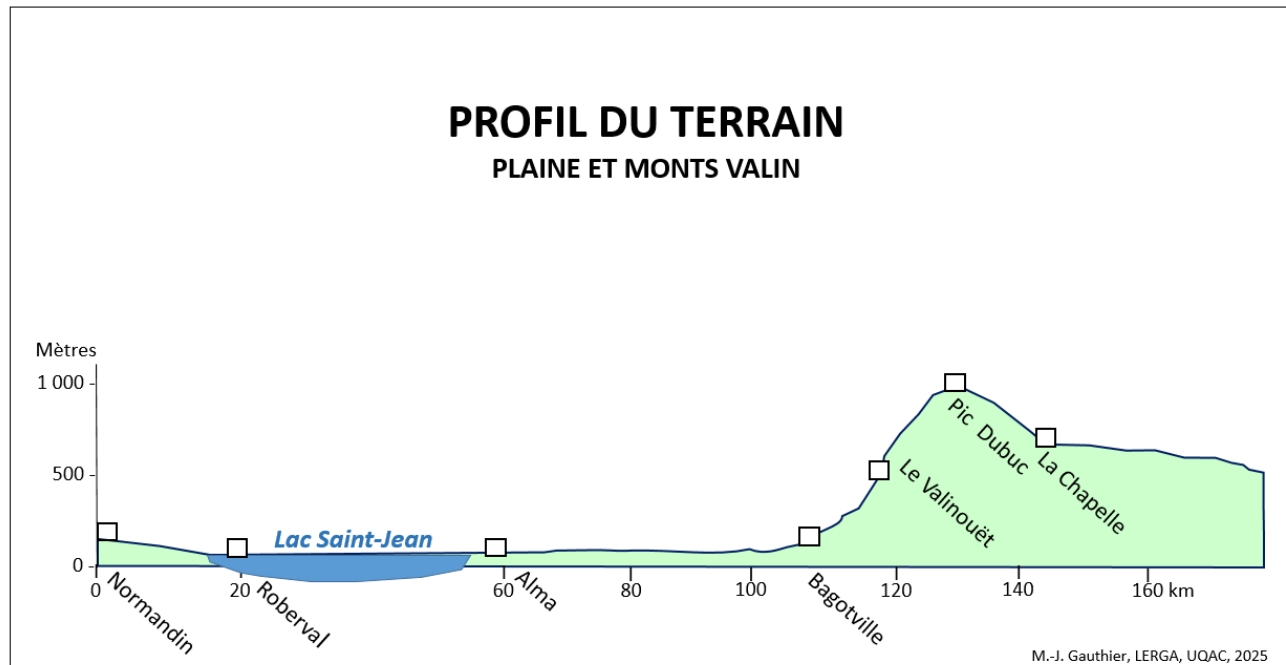 PROFIL DU TERRAIN
PLAINE ET MONTS VALIN
Mètres
1 000
500
0
Lac Saint-Jean
Normandin
Roberval
Alma
Bagotville
Le Valinouët
Pic Dubuc
La Chapelle
0 20 60 80 100 120 140 160 km
M.-J. Gauthier, LERGA, UQAC, 2025